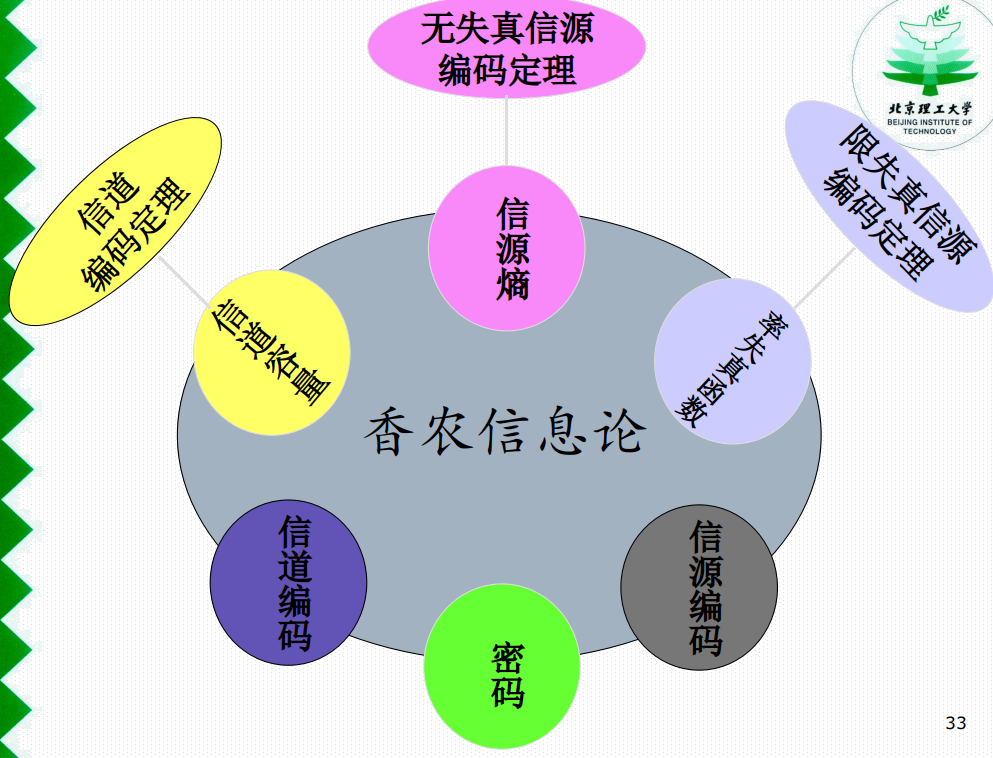 无失真信源
编码定理
北京理工大学
BEIJING INSTITUTE OF
TECHNOLOGY
信道
编码定理
限失真信源
编码定理
信源熵
信道容量
率失真函数
香农信息论
信道编码
信源编码
密码
33